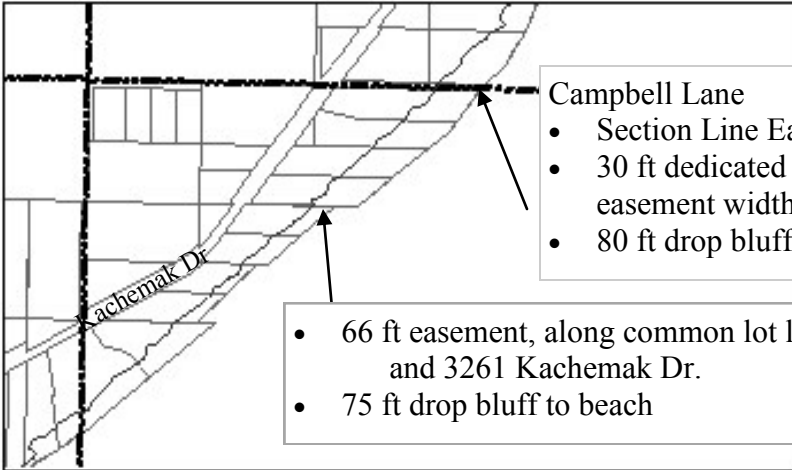 Campbell Lane
• Section Line
• 30 ft dedicated
easement width
• 80 ft drop bluff
Kachemak Dr
• 66 ft easement, along common lot
and 3261 Kachemak Dr.
• 75 ft drop bluff to beach